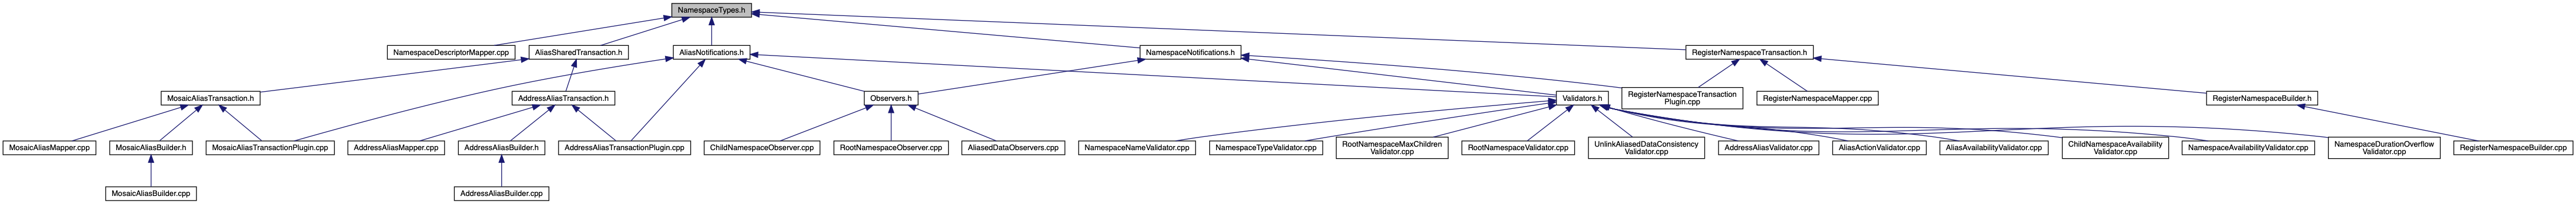 NamespaceTypes.h
NamespaceDescriptorMapper.cpp
AliasSharedTransaction.h
AliasNotifications.h
NamespaceNotifications.h
RegisterNamespaceTransaction.h
MosaicAliasTransaction.h
AddressAliasTransaction.h
Observers.h
Validators.h
RegisterNamespaceTransaction
Plugin.cpp
RegisterNamespaceMapper.cpp
RegisterNamespaceBuilder.h
MosaicAliasMapper.cpp
MosaicAliasBuilder.h
MosaicAliasTransactionPlugin.cpp
AddressAliasMapper.cpp
AddressAliasBuilder.h
AddressAliasTransactionPlugin.cpp
ChildNamespaceObserver.cpp
RootNamespaceObserver.cpp
AliasedDataObservers.cpp
NamespaceNameValidator.cpp
NamespaceTypeValidator.cpp
RootNamespaceMaxChildren
Validator.cpp
RootNamespaceValidator.cpp
UnlinkAliasedDataConsistency
Validator.cpp
AddressAliasValidator.cpp
AliasActionValidator.cpp
AliasAvailabilityValidator.cpp
ChildNamespaceAvailability
Validator.cpp
NamespaceAvailabilityValidator.cpp
NamespaceDurationOverflow
Validator.cpp
RegisterNamespaceBuilder.cpp
MosaicAliasBuilder.cpp
AddressAliasBuilder.cpp